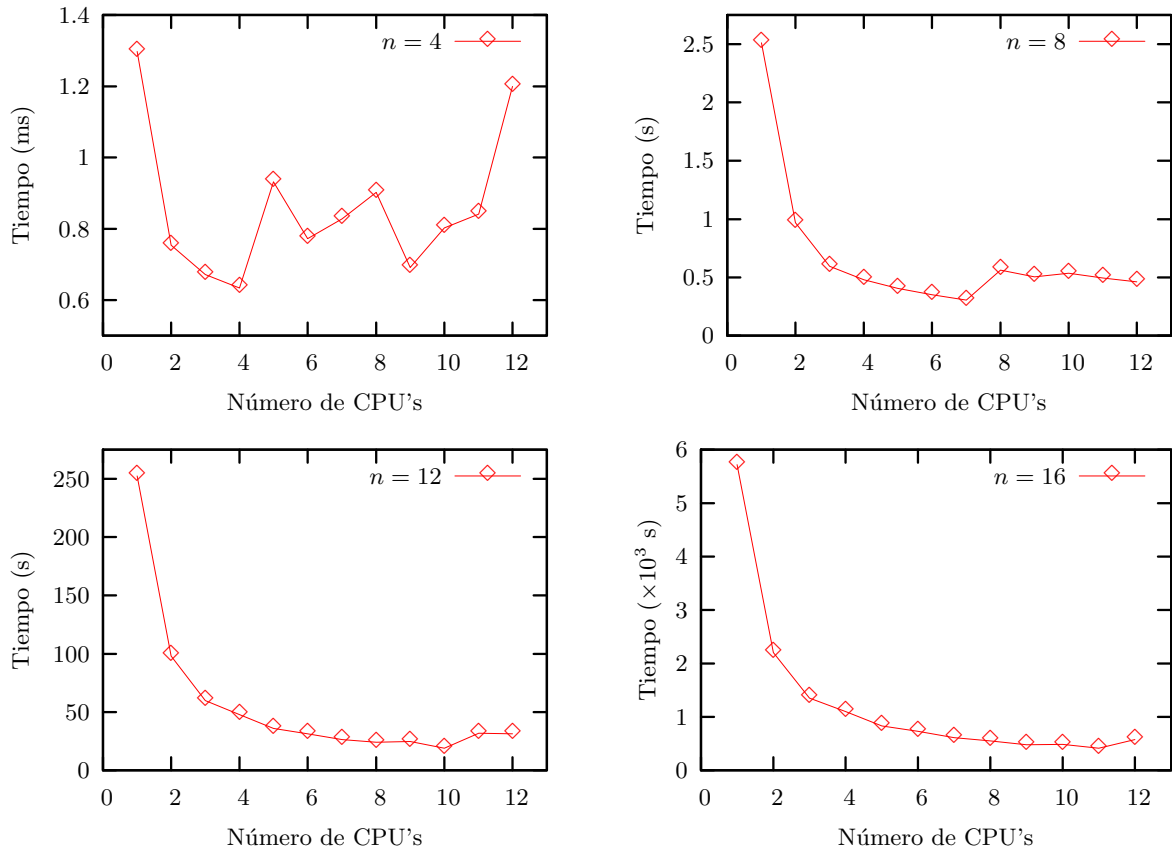 1.4
1.2
1
0.8
0.6
0 2 4 6 8 10 12
Tiempo (ms)
Número de CPU's
n = 4
2.5
2
1.5
1
0.5
0
0 2 4 6 8 10 12
Tiempo (s)
Número de CPU's
n = 8
250
200
150
100
50
0
0 2 4 6 8 10 12
Tiempo (s)
Número de CPU's
n = 12
6
5
4
3
2
1
0
0 2 4 6 8 10 12
Tiempo (×10³ s)
Número de CPU's
n = 16